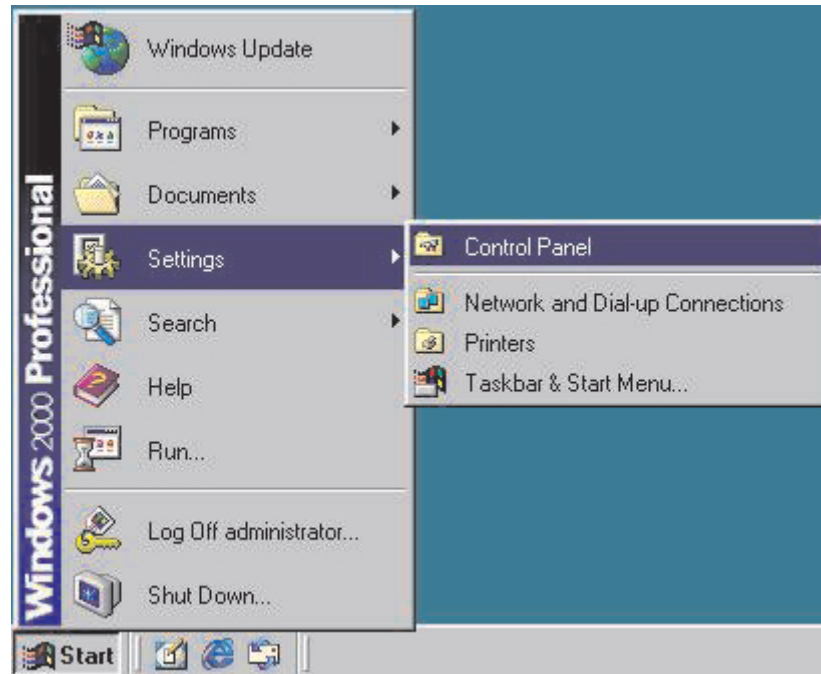 Windows Update
Programs
Documents
Settings
Search
Help
Run...
Log Off administrator...
Shut Down...
Windows 2000 Professional
Control Panel
Network and Dial-up Connections
Printers
Taskbar & Start Menu...
Start